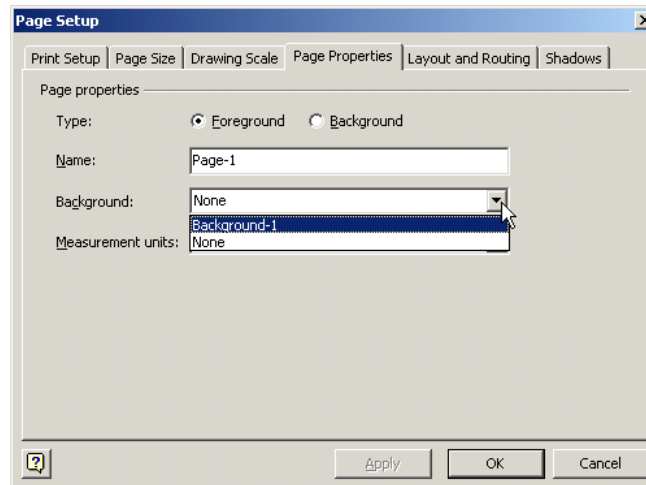 Page Setup
Print Setup Page Size Drawing Scale Page Properties Layout and Routing Shadows
Page properties
Type: Foreground Background
Name: Page-1
Background: None
Background-1
Measurement units: None
Apply OK Cancel